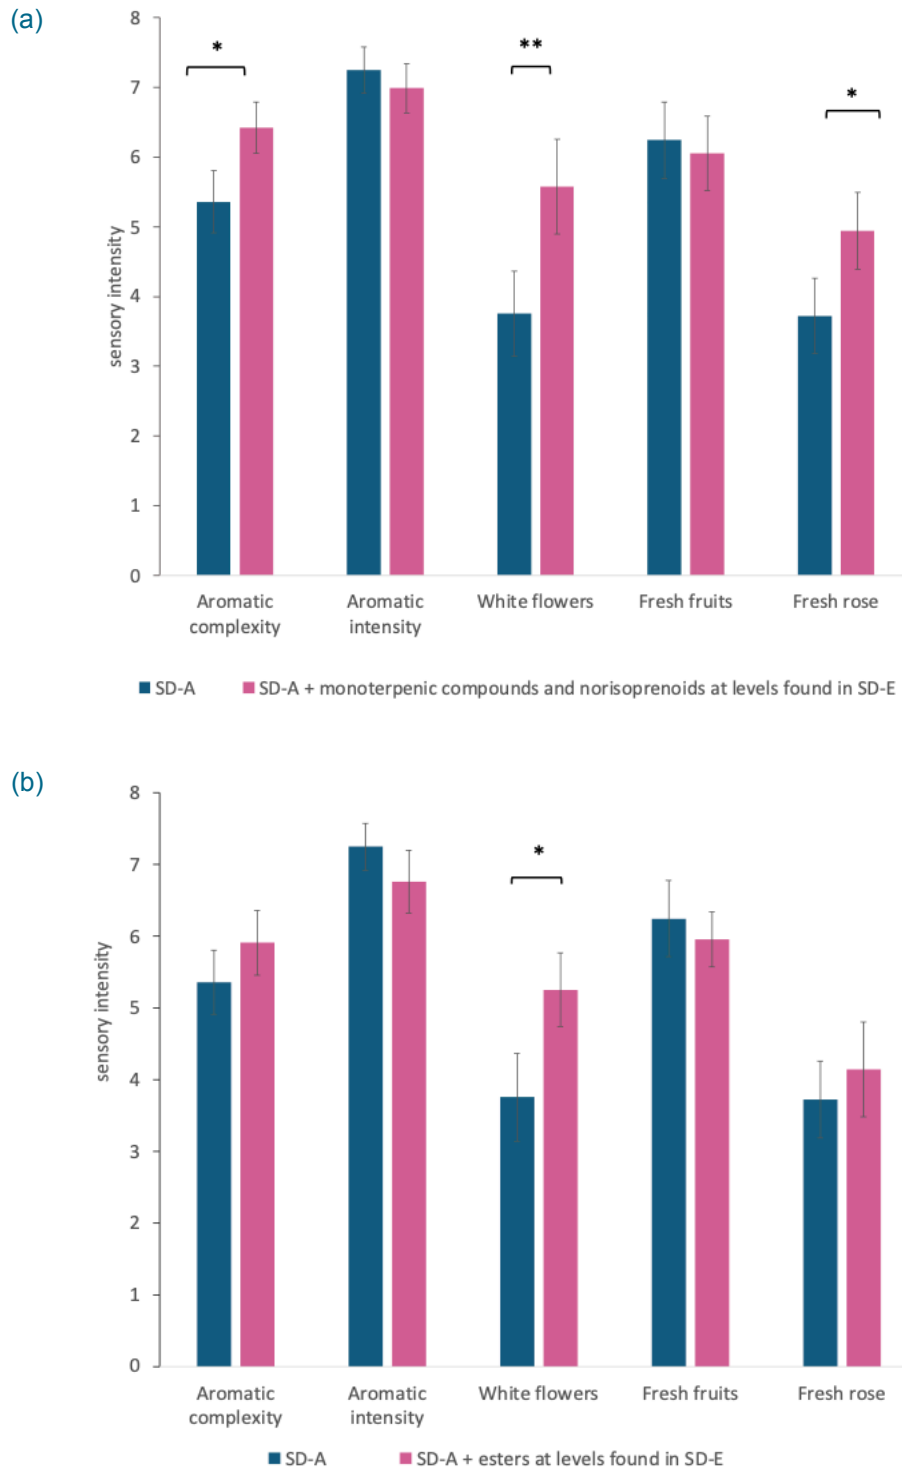 (a)
8
7
6
5
4
3
2
1
0
sensory intensity
*
**
*
Aromatic complexity
Aromatic intensity
White flowers
Fresh fruits
Fresh rose
SD-A
SD-A + monoterpenic compounds and norisoprenoids at levels found in SD-E
(b)
8
7
6
5
4
3
2
1
0
sensory intensity
*
Aromatic complexity
Aromatic intensity
White flowers
Fresh fruits
Fresh rose
SD-A
SD-A + esters at levels found in SD-E